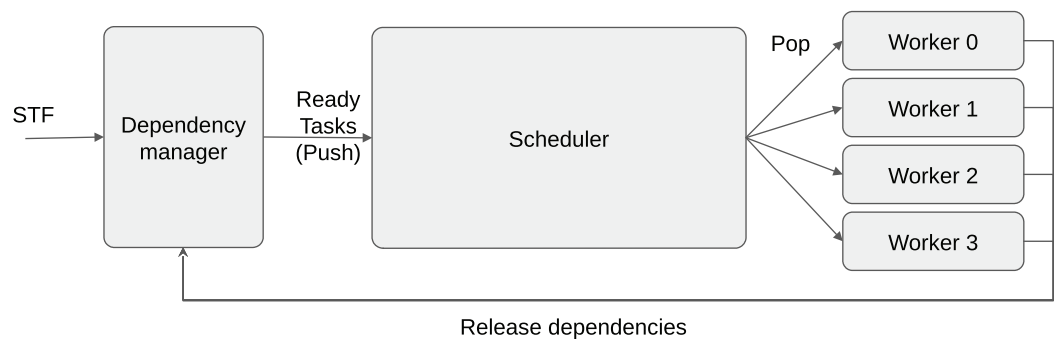 STF
Dependency
manager
Ready
Tasks
(Push)
Scheduler
Pop
Worker 0
Worker 1
Worker 2
Worker 3
Release dependencies